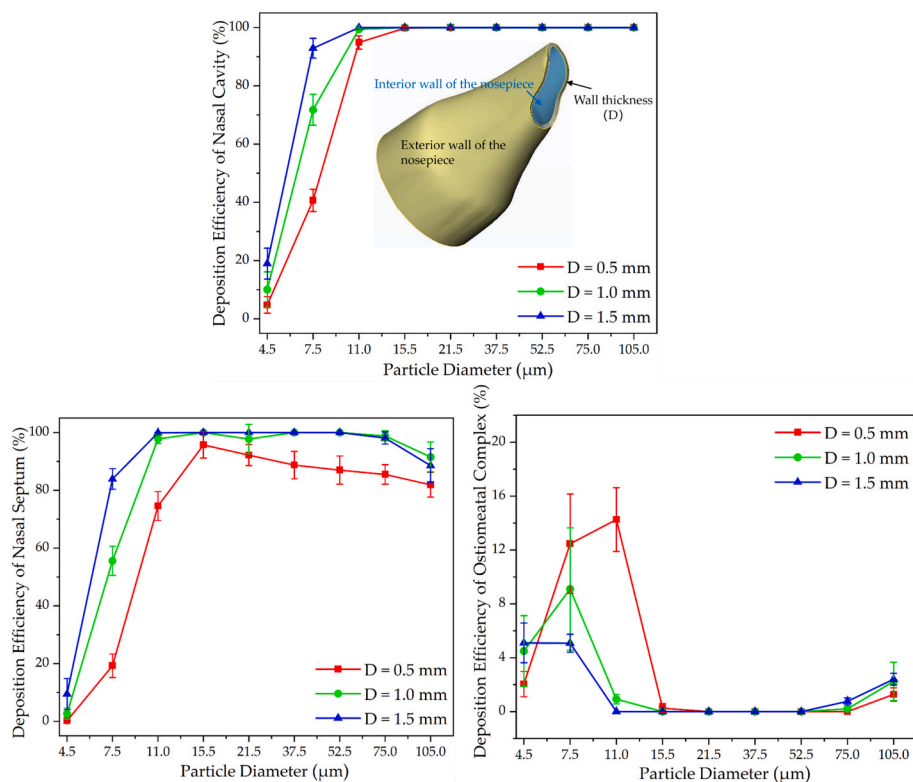 Deposition Efficiency of Nasal Cavity (%)
100
80
60
40
20
0
Interior wall of the nosepiece
Wall thickness
(D)
Exterior wall of the
nosepiece
D = 0.5 mm
D = 1.0 mm
D = 1.5 mm
4.5 7.5 11.0 15.5 21.5 37.5 52.5 75.0 105.0
Particle Diameter (μm)
Deposition Efficiency of Nasal Septum (%)
100
80
60
40
20
0
D = 0.5 mm
D = 1.0 mm
D = 1.5 mm
4.5 7.5 11.0 15.5 21.5 37.5 52.5 75.0 105.0
Particle Diameter (μm)
Deposition Efficiency of Ostiomeatal Complex (%)
20
16
12
8
4
0
D = 0.5 mm
D = 1.0 mm
D = 1.5 mm
4.5 7.5 11.0 15.5 21.5 37.5 52.5 75.0 105.0
Particle Diameter (μm)